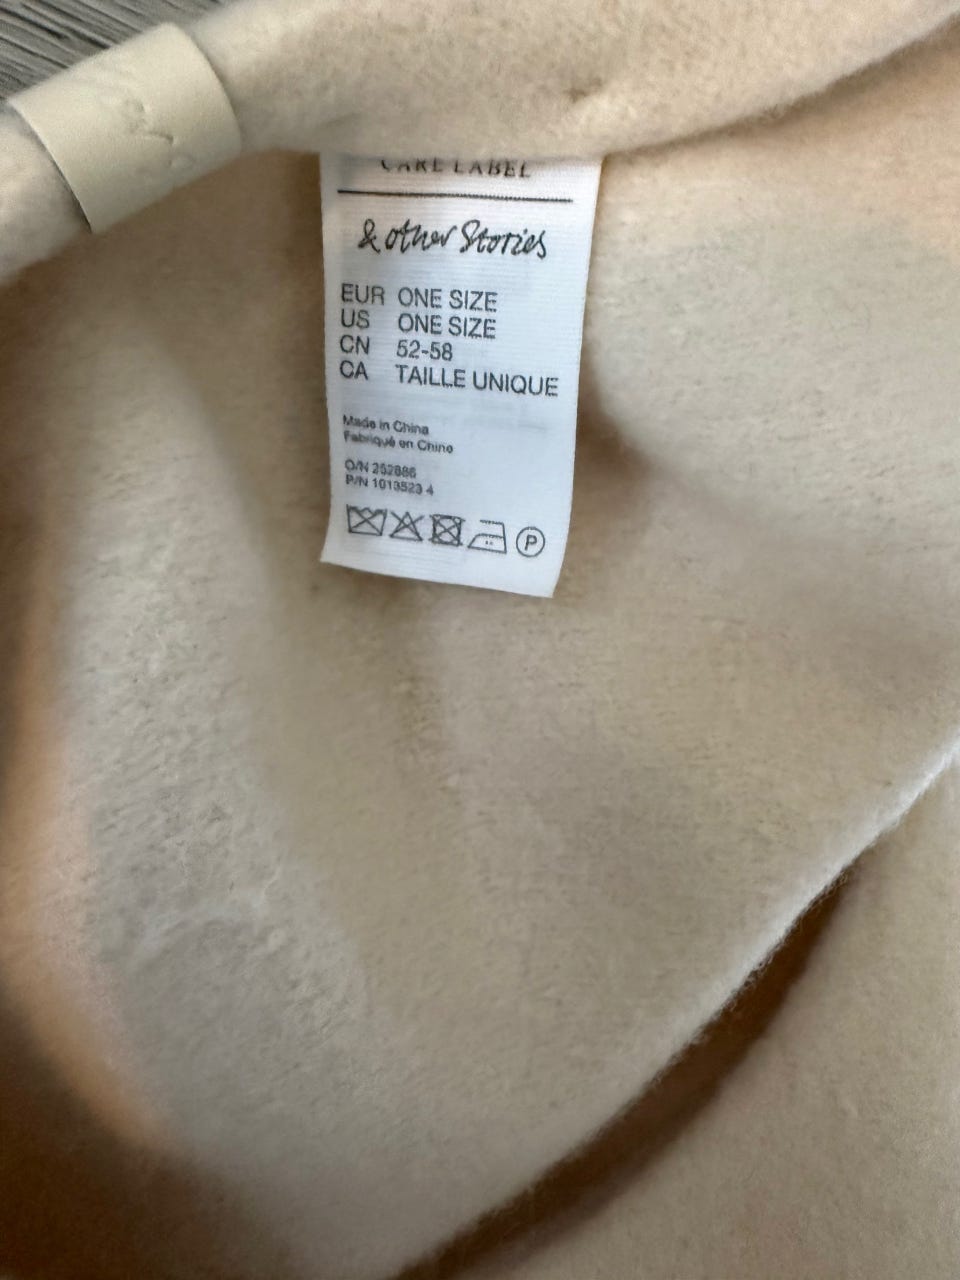 CARE LABEL
& other Stories
EUR ONE SIZE
US ONE SIZE
CN 52-58
CA TAILLE UNIQUE
Made in China
Fabriqué en Chine
O/N 252886
P/N 1013523 4
P